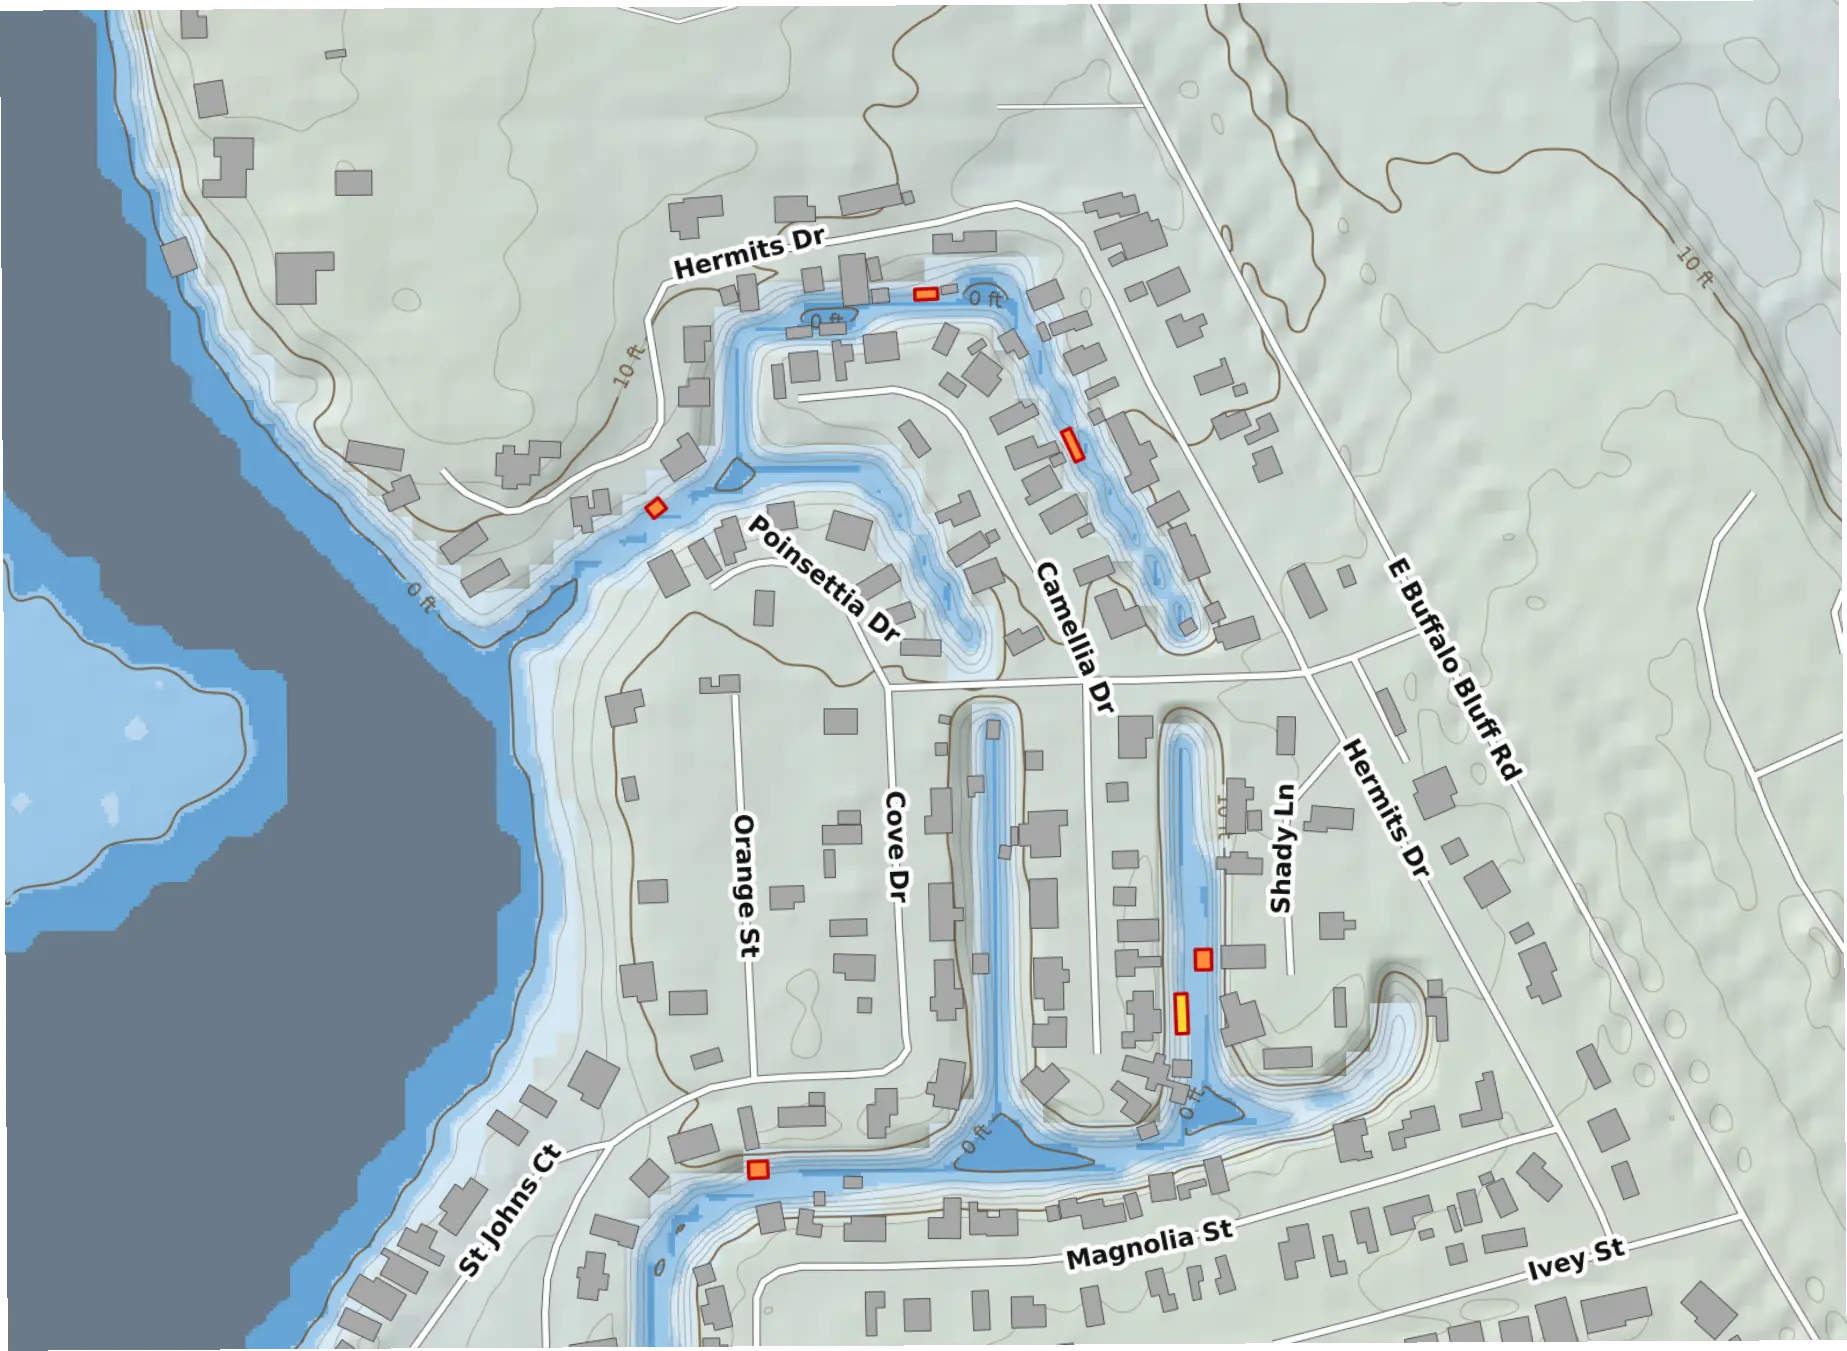 Hermits Dr
10 ft
0 ft
0 ft
10 ft
0 ft
Poinsettia Dr
Camellia Dr
E Buffalo Bluff Rd
Hermits Dr
Orange St
Cove Dr
Shady Ln
0 ft
0 ft
St Johns Ct
Magnolia St
Ivey St